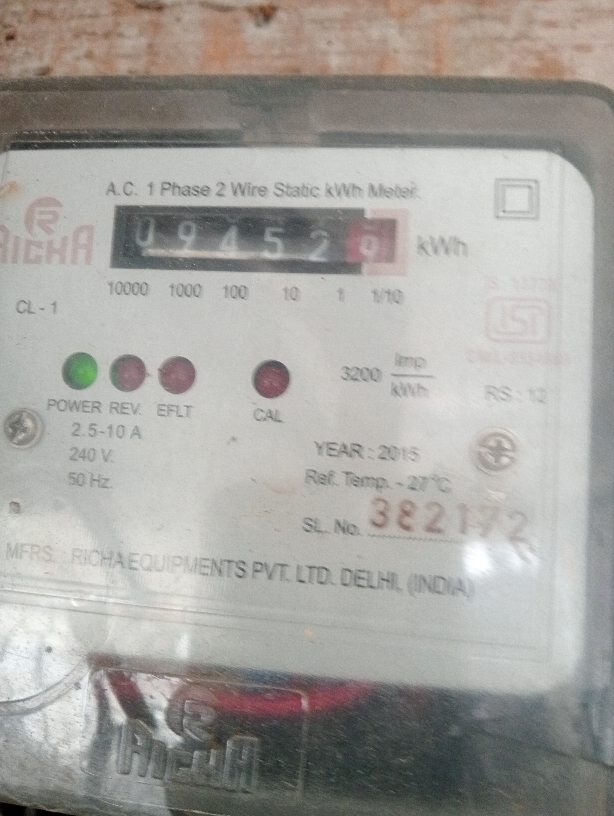 A.C. 1 Phase 2 Wire Static kWh Meter.
RICHA
0 9 4 5 2 kWh
10000 1000 100 10 1 1/10
CL - 1
ISI
3200 Imp/kWh
RS : 12
POWER REV. EFLT CAL
2.5-10 A
240 V.
50 Hz.
YEAR : 2015
Ref. Temp. - 27°C
SL. No. 382172
MFRS. : RICHA EQUIPMENTS PVT. LTD. DELHI, (INDIA)
R
RICHA